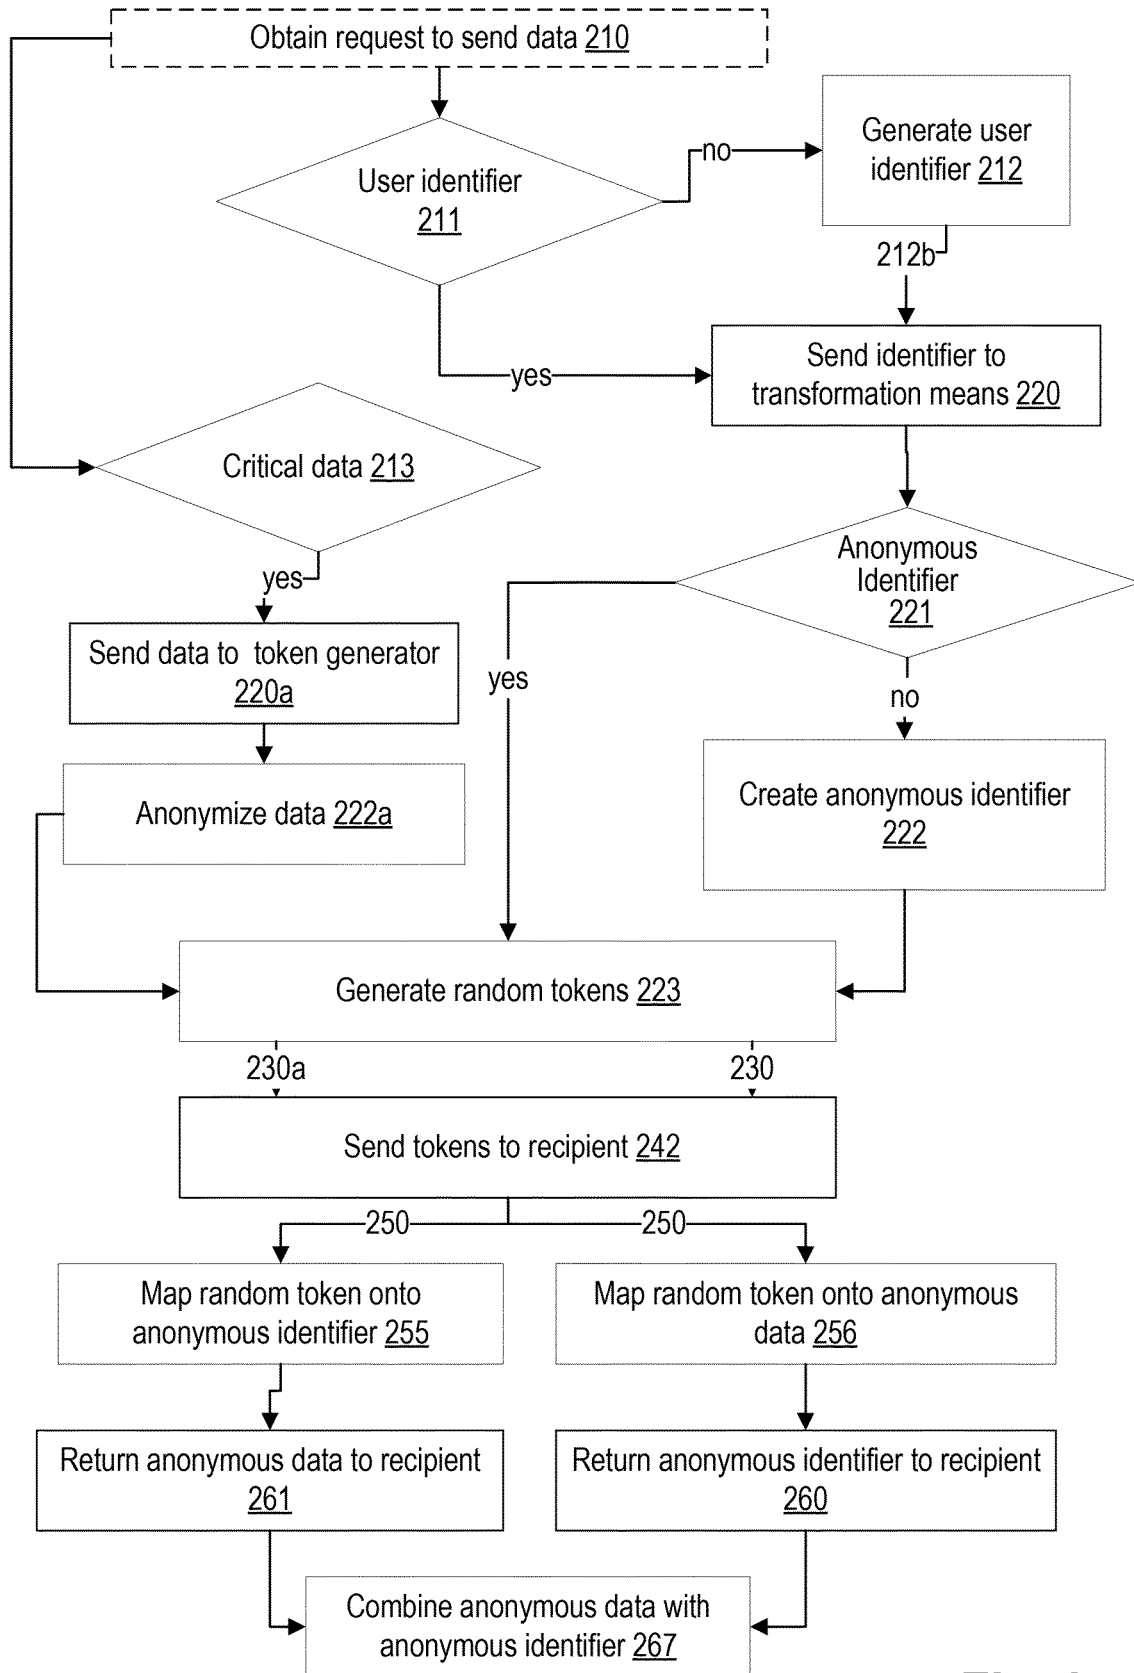 Obtain request to send data 210
User identifier
211
no
Generate user
identifier 212
212b
yes
Send identifier to
transformation means 220
Critical data 213
yes
Anonymous
Identifier
221
Send data to token generator
220a
yes
no
Anonymize data 222a
Create anonymous identifier
222
Generate random tokens 223
230a
230
Send tokens to recipient 242
250
250
Map random token onto
anonymous identifier 255
Map random token onto anonymous
data 256
Return anonymous data to recipient
261
Return anonymous identifier to recipient
260
Combine anonymous data with
anonymous identifier 267